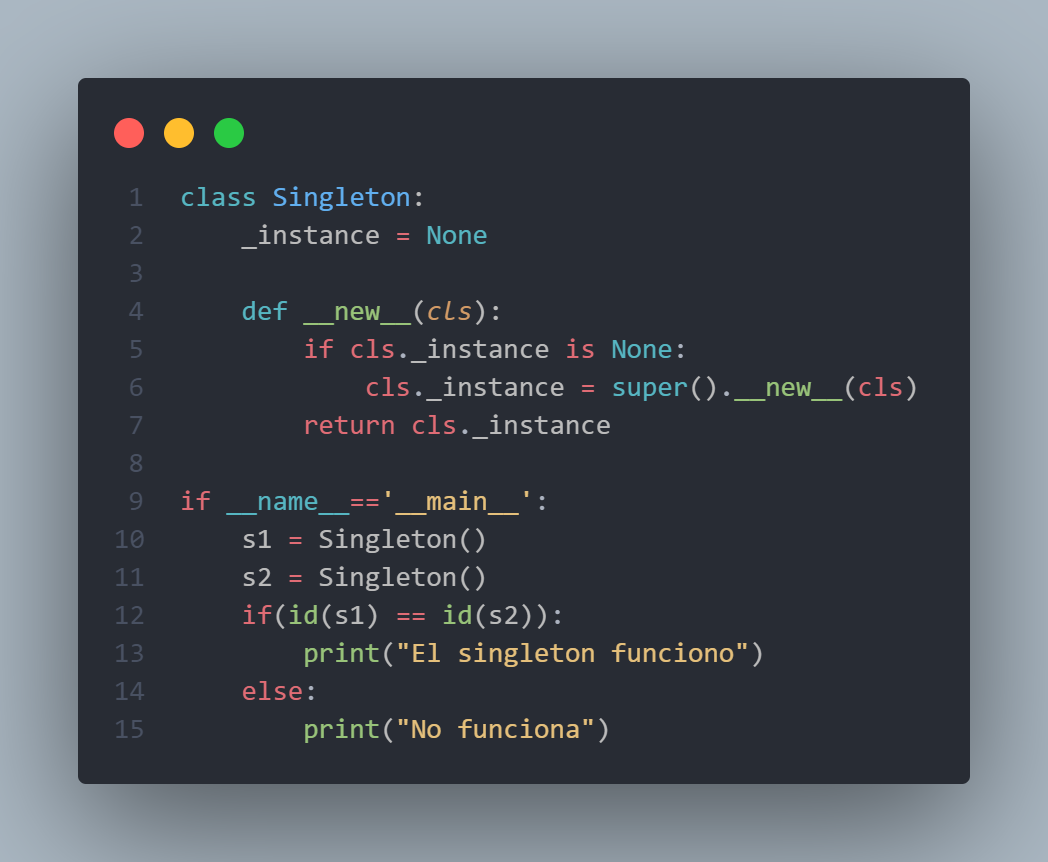 1 class Singleton:
2     _instance = None
3
4     def __new__(cls):
5         if cls._instance is None:
6             cls._instance = super().__new__(cls)
7         return cls._instance
8
9 if __name__=='__main__':
10     s1 = Singleton()
11     s2 = Singleton()
12     if(id(s1) == id(s2)):
13         print("El singleton funciono")
14     else:
15         print("No funciona")